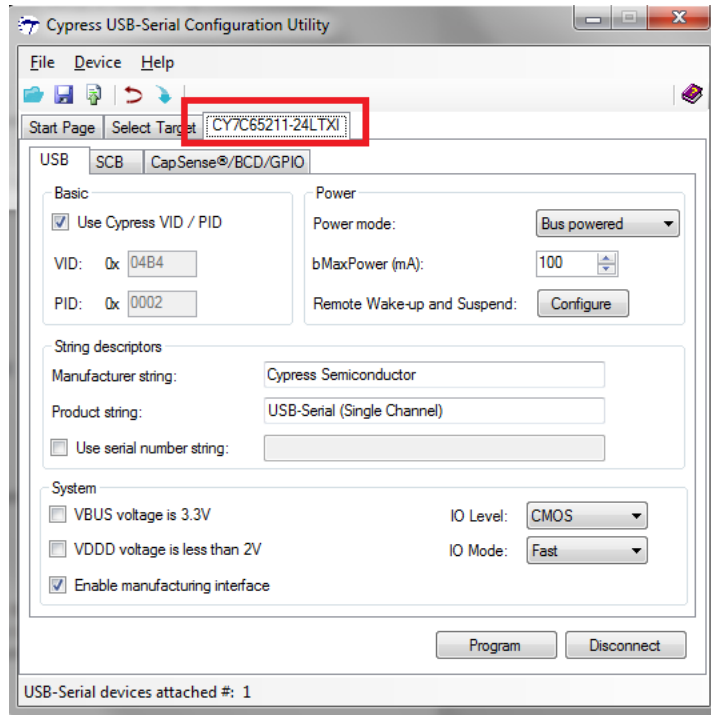 Cypress USB-Serial Configuration Utility
File Device Help
Start Page Select Target CY7C65211-24LTXI
USB SCB CapSense®/BCD/GPIO
Basic
Use Cypress VID / PID
VID: 0x 04B4
PID: 0x 0002
Power
Power mode: Bus powered
bMaxPower (mA): 100
Remote Wake-up and Suspend: Configure
String descriptors
Manufacturer string: Cypress Semiconductor
Product string: USB-Serial (Single Channel)
Use serial number string:
System
VBUS voltage is 3.3V IO Level: CMOS
VDDD voltage is less than 2V IO Mode: Fast
Enable manufacturing interface
Program Disconnect
USB-Serial devices attached #: 1